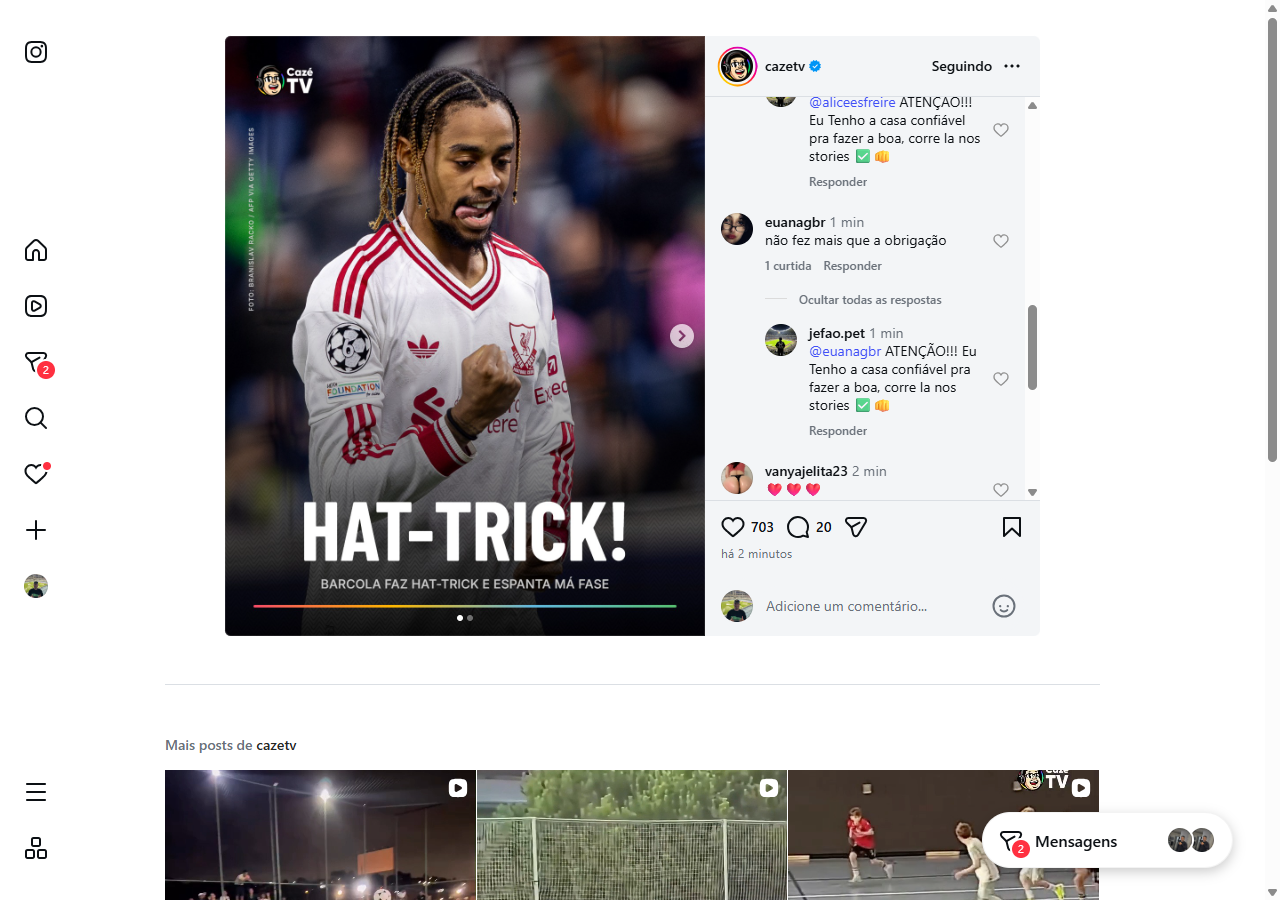 Cazé
TV
FOTO: BRANISLAV RACKO / AFP VIA GETTY IMAGES
FOUNDATION
HAT-TRICK!
BARCOLA FAZ HAT-TRICK E ESPANTA MÁ FASE
cazetv
Seguindo
@aliceesfreire ATENÇÃO!!!
Eu Tenho a casa confiável
pra fazer a boa, corre la nos
stories ✅ 👊
Responder
euanagbr 1 min
não fez mais que a obrigação
1 curtida Responder
Ocultar todas as respostas
jefao.pet 1 min
@euanagbr ATENÇÃO!!! Eu
Tenho a casa confiável pra
fazer a boa, corre la nos
stories ✅ 👊
Responder
vanyajelita23 2 min
❤️ ❤️ ❤️
703 20
há 2 minutos
Adicione um comentário...
2
Mais posts de cazetv
TV
2
Mensagens